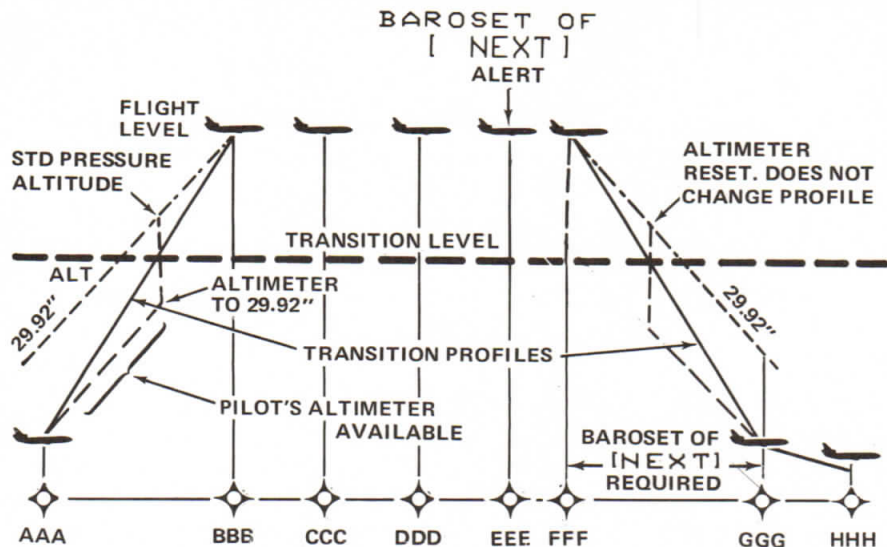 BAROSET OF
[ NEXT ]
ALERT
FLIGHT
LEVEL
STD PRESSURE
ALTITUDE
ALTIMETER
RESET. DOES NOT
CHANGE PROFILE
TRANSITION LEVEL
ALT
29.92"
ALTIMETER
TO 29.92"
29.92"
TRANSITION PROFILES
PILOT'S ALTIMETER
AVAILABLE
BAROSET OF
[NEXT]
REQUIRED
AAA BBB CCC DDD EEE FFF GGG HHH